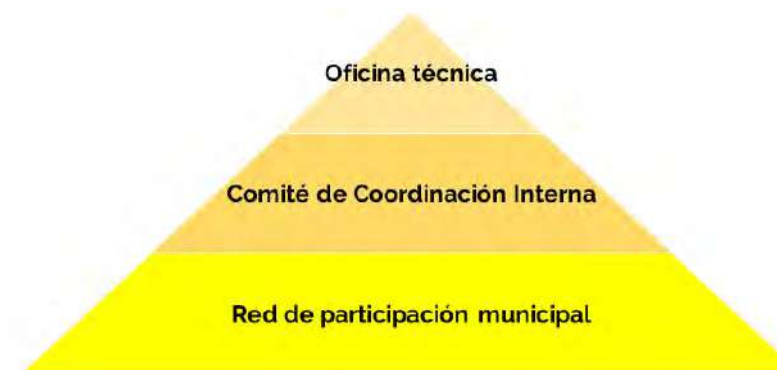 Oficina técnica
Comité de Coordinación Interna
Red de participación municipal